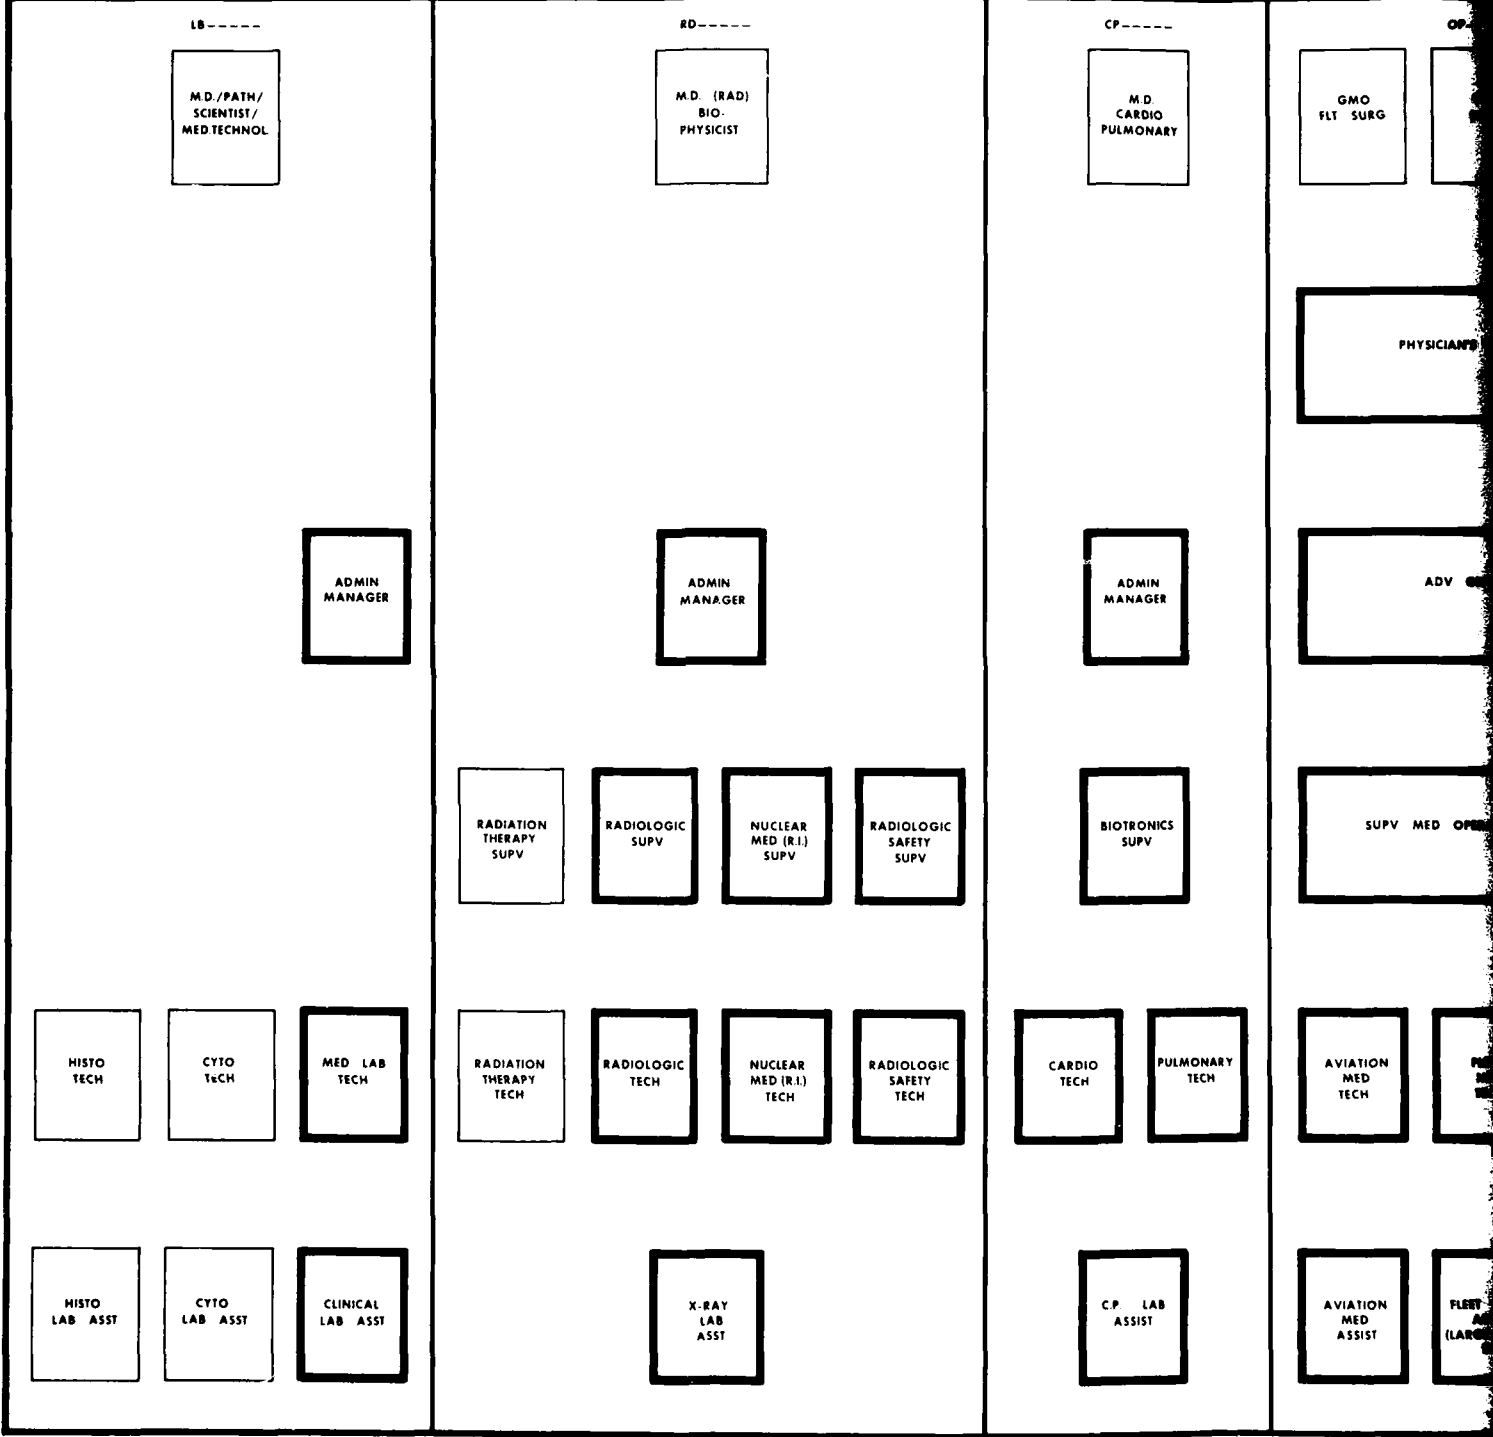 LB-----
RD-----
CP-----
OP-
M.D./PATH/
SCIENTIST/
MED.TECHNOL
M.D. (RAD)
BIO-
PHYSICIST
M.D.
CARDIO
PULMONARY
GMO
FLT SURG
PHYSICIAN'S
ADMIN
MANAGER
ADMIN
MANAGER
ADMIN
MANAGER
ADV
RADIATION
THERAPY
SUPV
RADIOLOGIC
SUPV
NUCLEAR
MED (R.I.)
SUPV
RADIOLOGIC
SAFETY
SUPV
BIOTRONICS
SUPV
SUPV MED
HISTO
TECH
CYTO
TECH
MED LAB
TECH
RADIATION
THERAPY
TECH
RADIOLOGIC
TECH
NUCLEAR
MED (R.I.)
TECH
RADIOLOGIC
SAFETY
TECH
CARDIO
TECH
PULMONARY
TECH
AVIATION
MED
TECH
HISTO
LAB ASST
CYTO
LAB ASST
CLINICAL
LAB ASST
X-RAY
LAB
ASST
C.P. LAB
ASSIST
AVIATION
MED
ASSIST
FLEET